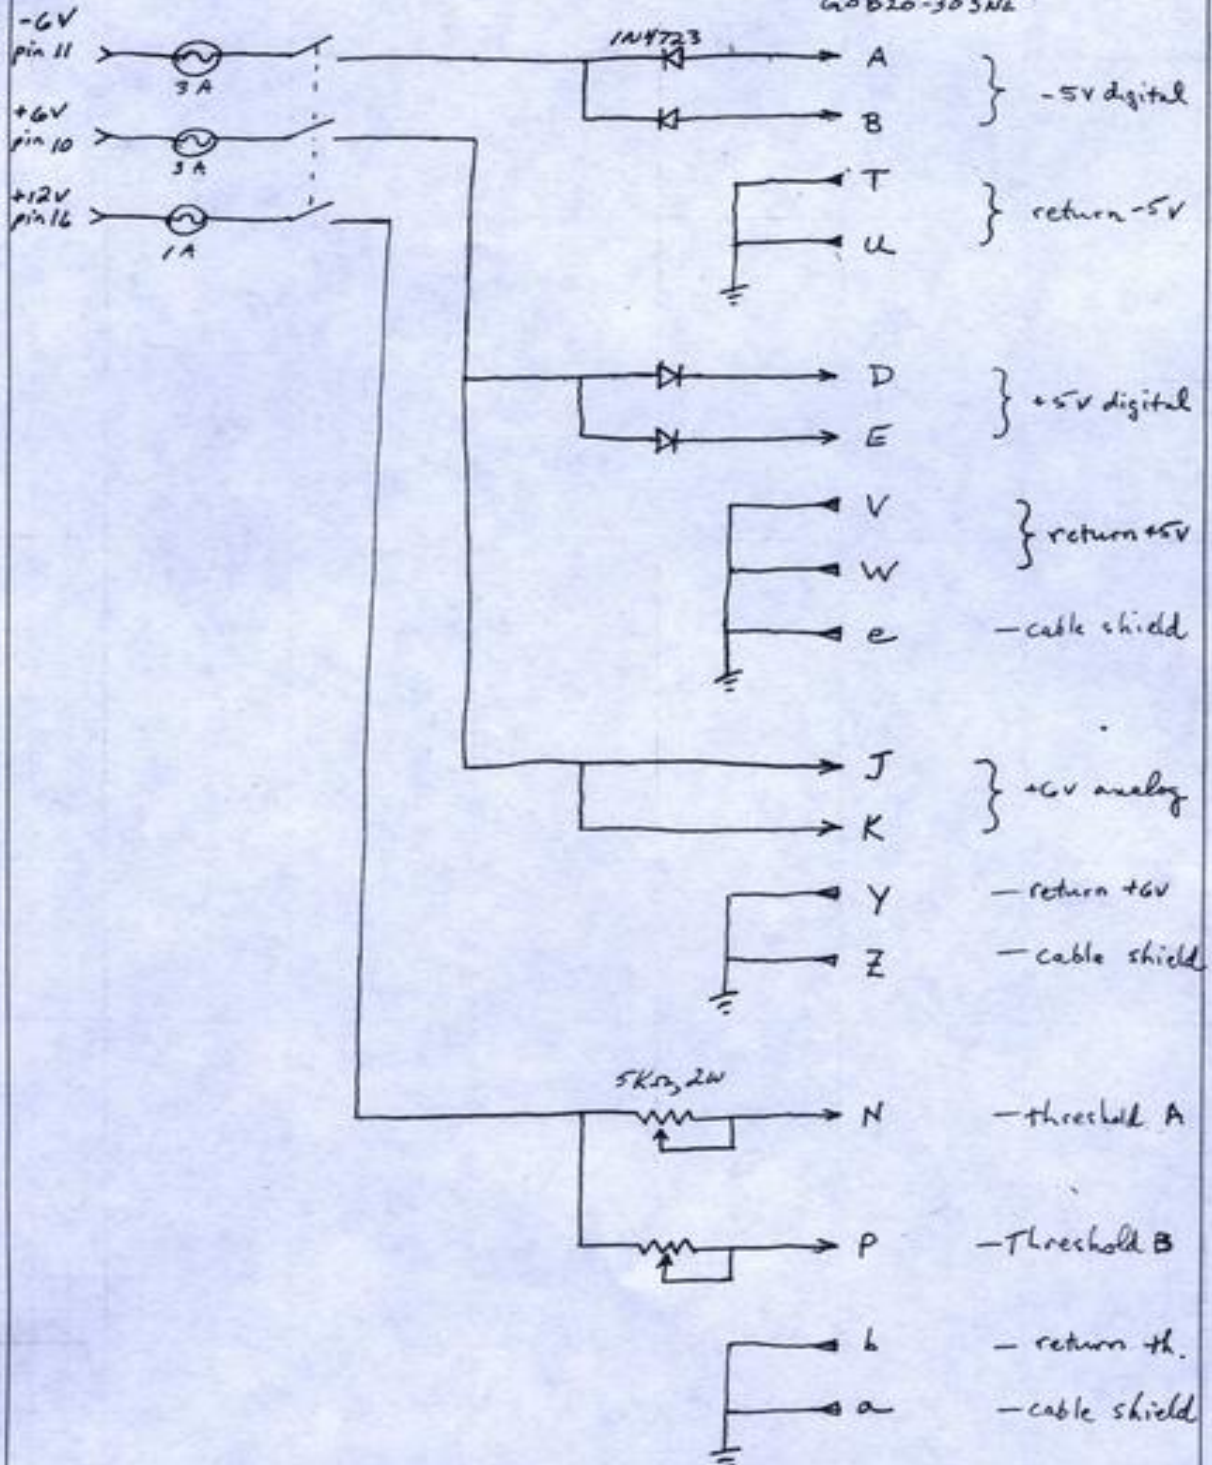 -6V
pin 11
3A
+6V
pin 10
3A
+12V
pin 16
1A
1N4723
A
B
-5V digital
T
U
return -5V
D
E
+5V digital
V
W
return +5V
e
- cable shield
J
K
+6V analog
Y
- return +6V
Z
- cable shield
5KΩ, 2W
N
- threshold A
P
- Threshold B
b
- return th.
a
- cable shield